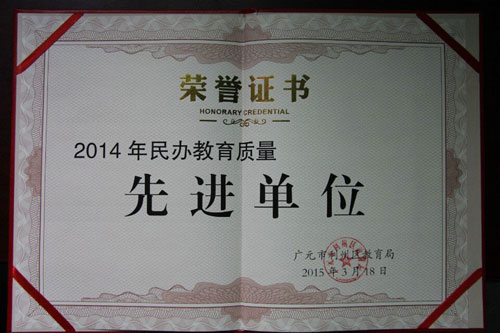 荣誉证书
HONORARY CREDENTIAL
2014年民办教育质量
先进单位
广元市利州区教育局
2015年3月18日